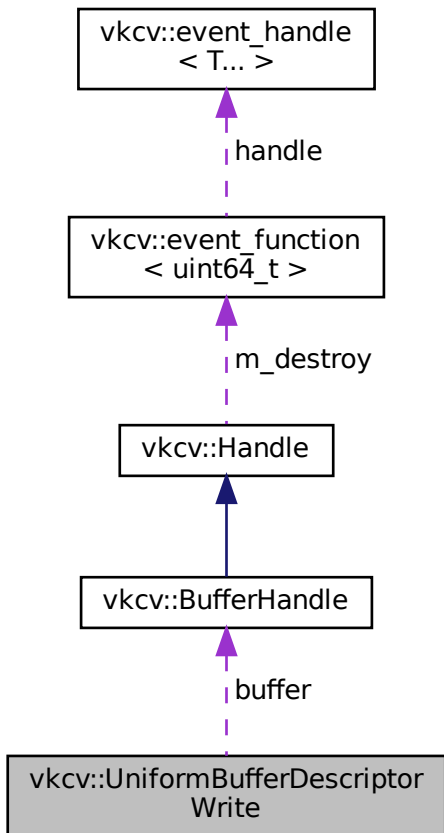 vkcv::event_handle
< T... >
handle
vkcv::event_function
< uint64_t >
m_destroy
vkcv::Handle
vkcv::BufferHandle
buffer
vkcv::UniformBufferDescriptor
Write